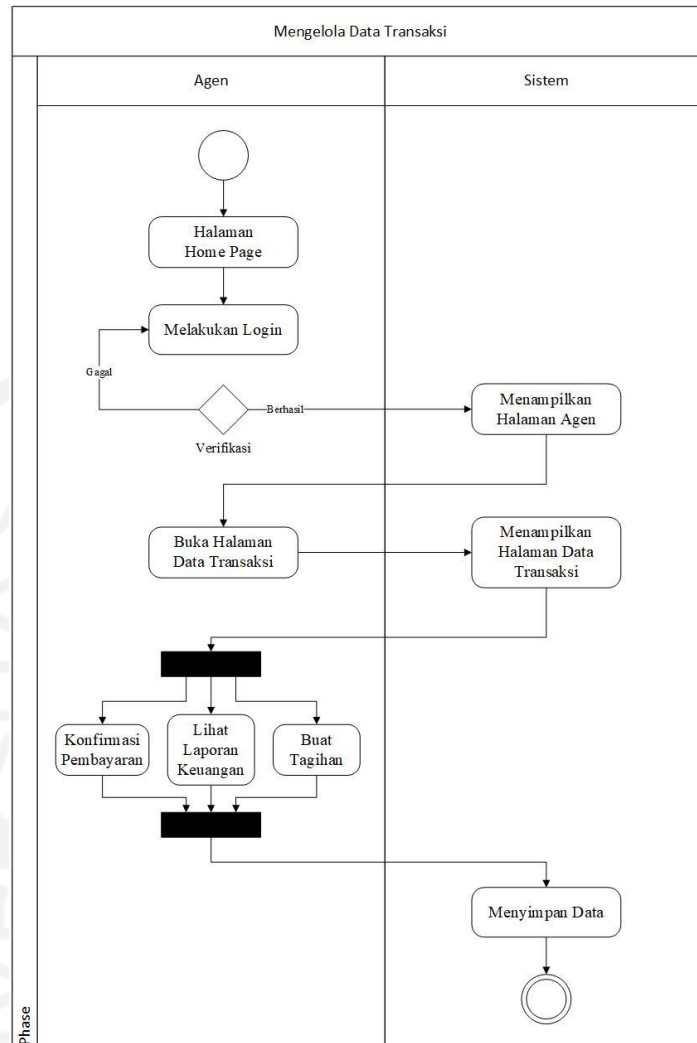 Mengelola Data Transaksi
Agen
Sistem
Halaman
Home Page
Melakukan Login
Gagal
Berhasil
Verifikasi
Menampilkan
Halaman Agen
Buka Halaman
Data Transaksi
Menampilkan
Halaman Data
Transaksi
Konfirmasi
Pembayaran
Lihat
Laporan
Keuangan
Buat
Tagihan
Menyimpan Data
Phase